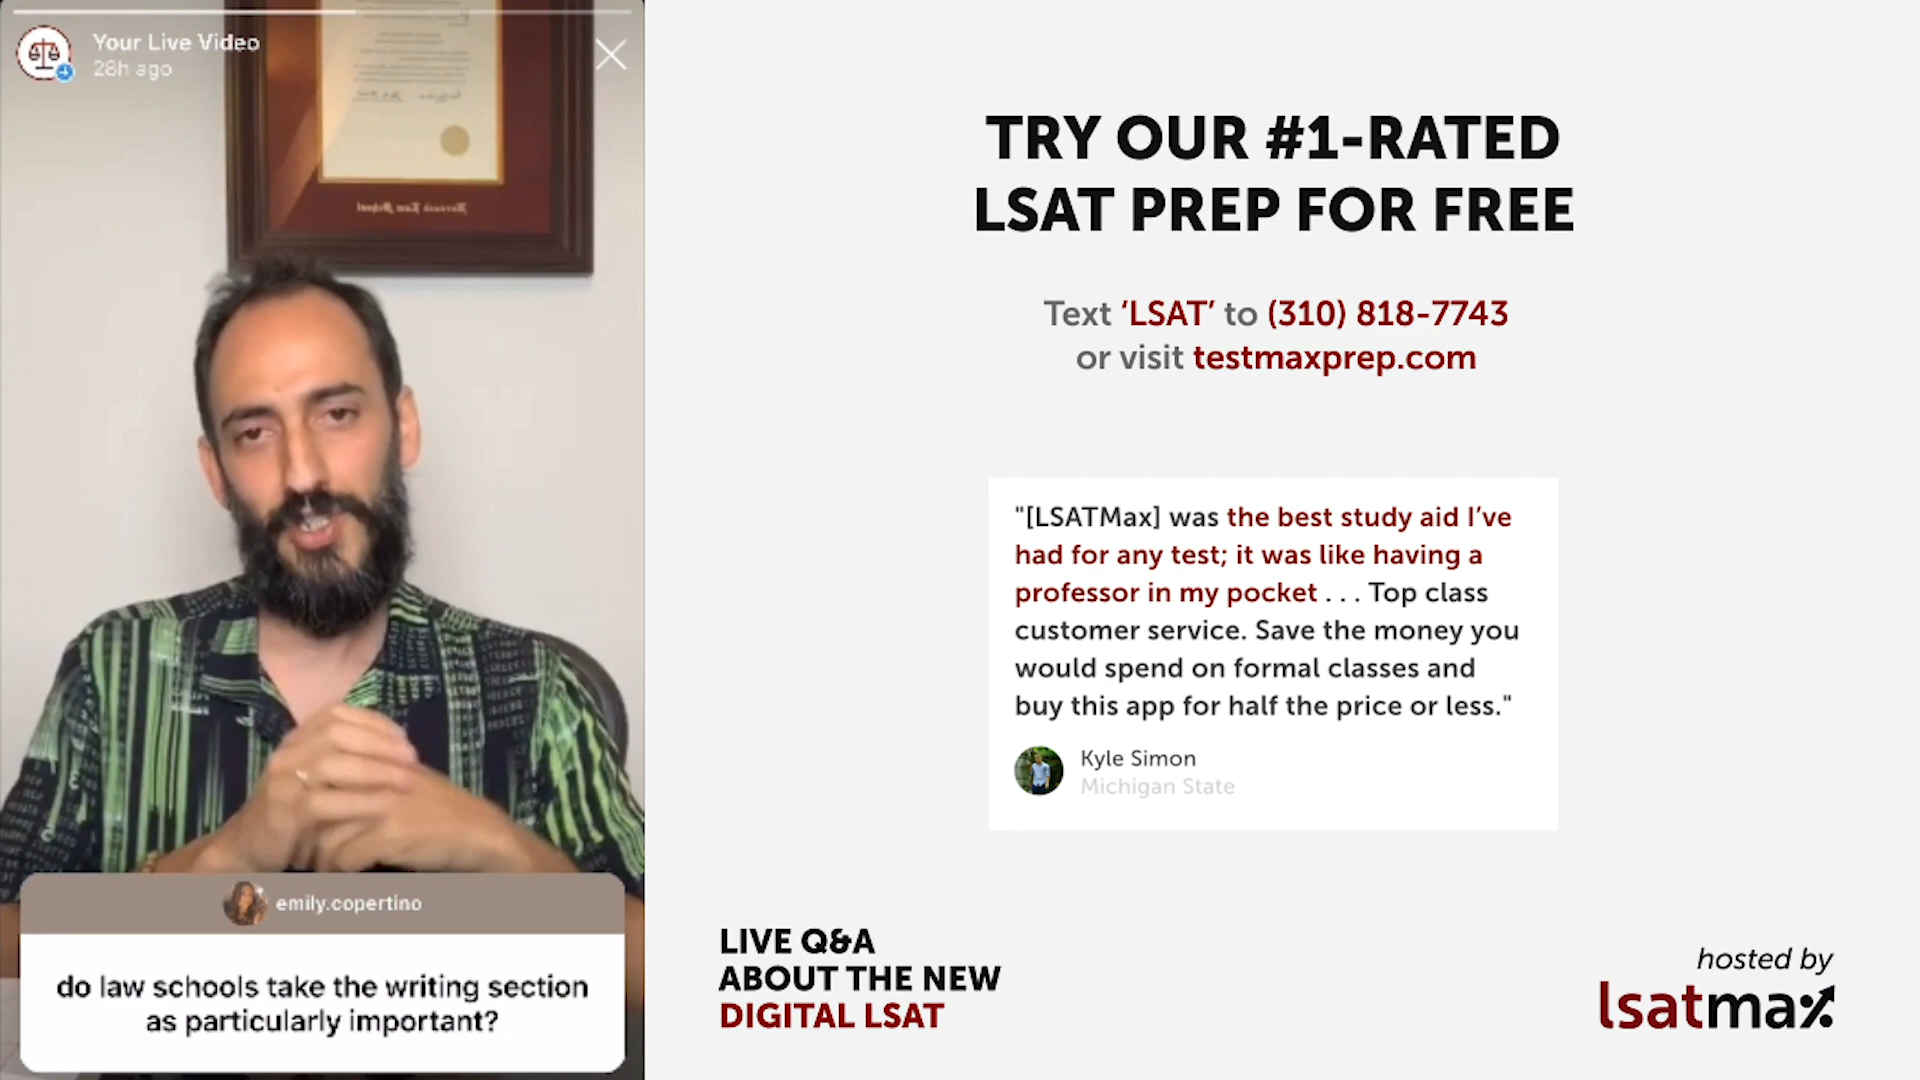 Your Live Video
28h ago
TRY OUR #1-RATED
LSAT PREP FOR FREE
Text ‘LSAT’ to (310) 818-7743
or visit testmaxprep.com
"[LSATMax] was the best study aid I’ve
had for any test; it was like having a
professor in my pocket . . . Top class
customer service. Save the money you
would spend on formal classes and
buy this app for half the price or less."
Kyle Simon
Michigan State
emily.copertino
do law schools take the writing section
as particularly important?
LIVE Q&A
ABOUT THE NEW
DIGITAL LSAT
hosted by
lsatmax